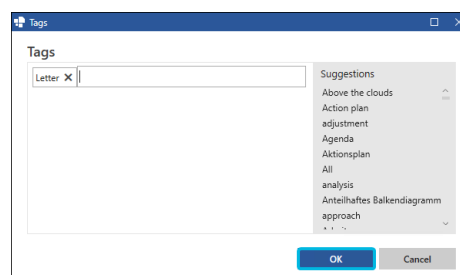 Tags
Tags
Letter
Suggestions
Above the clouds
Action plan
adjustment
Agenda
Aktionsplan
All
analysis
Anteilhaftes Balkendiagramm
approach
OK
Cancel